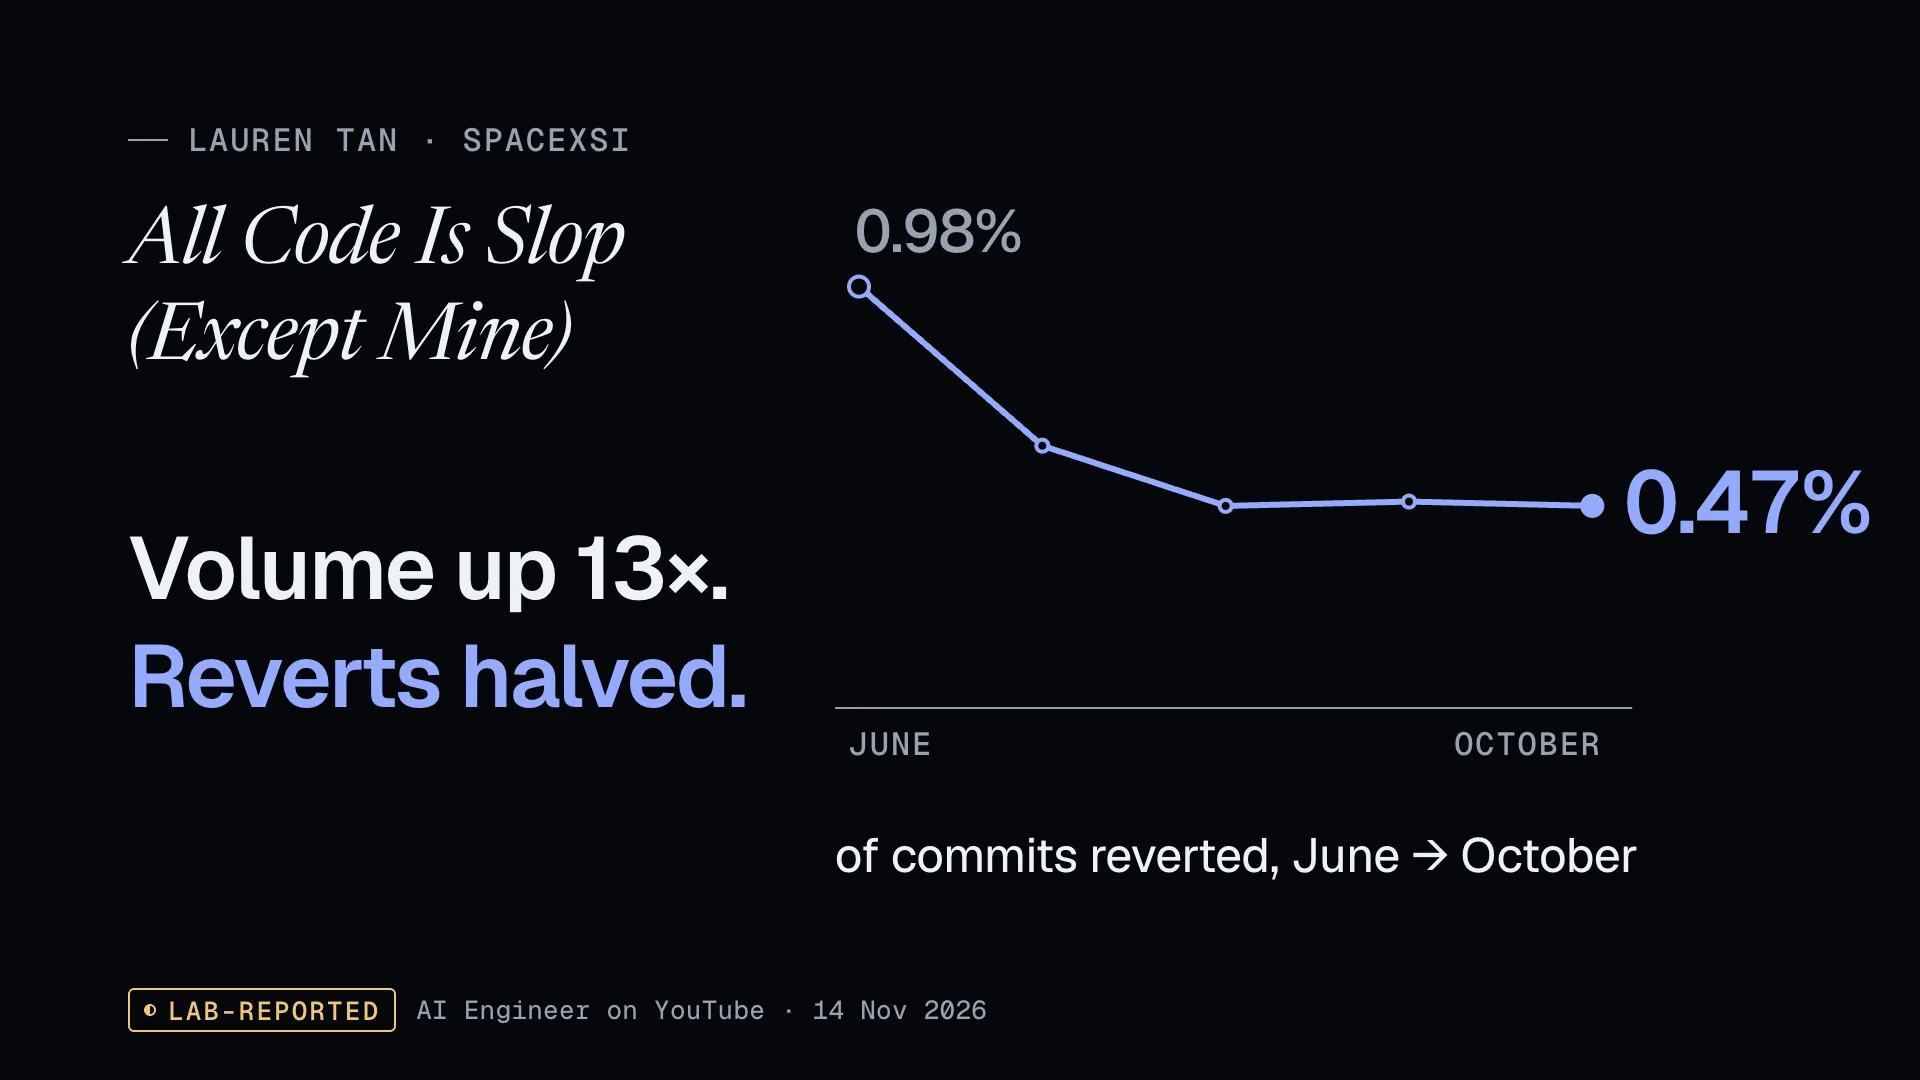 LAUREN TAN · SPACEXSI
All Code Is Slop
(Except Mine)
Volume up 13×.
Reverts halved.
0.98%
0.47%
JUNE
OCTOBER
of commits reverted, June → October
LAB-REPORTED
AI Engineer on YouTube · 14 Nov 2026